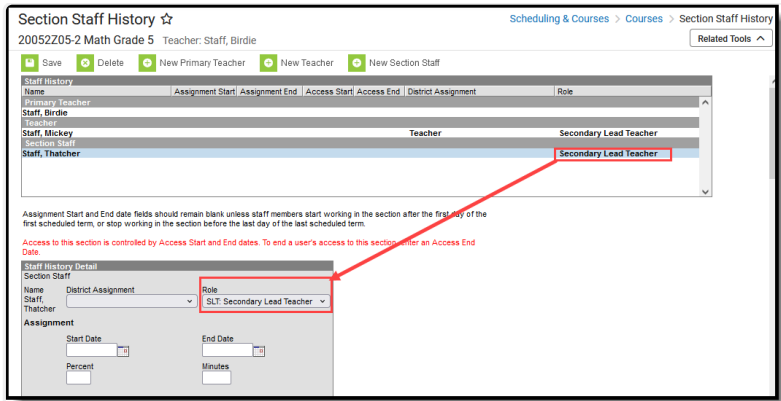 Section Staff History ☆
Scheduling & Courses > Courses > Section Staff History
20052Z05-2 Math Grade 5 Teacher: Staff, Birdie
Related Tools ^
Save Delete New Primary Teacher New Teacher New Section Staff
Staff History
Name Assignment Start Assignment End Access Start Access End District Assignment Role
Primary Teacher
Staff, Birdie
Teacher
Staff, Mickey Teacher Secondary Lead Teacher
Section Staff
Staff, Thatcher Secondary Lead Teacher
Assignment Start and End date fields should remain blank unless staff members start working in the section after the first day of the
first scheduled term, or stop working in the section before the last day of the last scheduled term.
Access to this section is controlled by Access Start and End dates. To end a user's access to this section, enter an Access End
Date.
Staff History Detail
Section Staff
Name District Assignment Role
Staff,
Thatcher SLT: Secondary Lead Teacher
Assignment
Start Date End Date
Percent Minutes